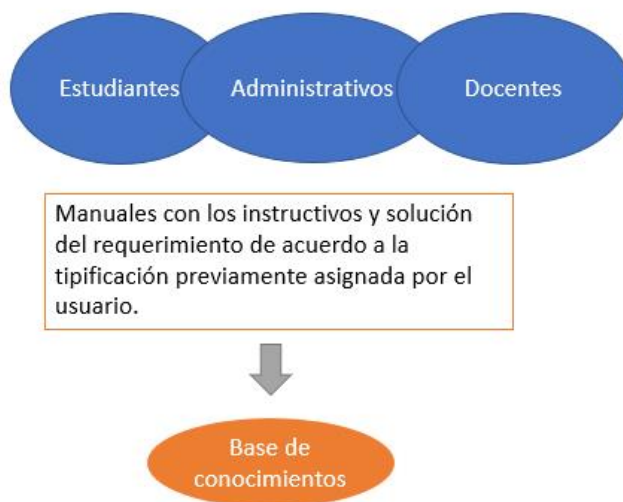 Estudiantes
Administrativos
Docentes
Manuales con los instructivos y solución
del requerimiento de acuerdo a la
tipificación previamente asignada por el
usuario.
Base de
conocimientos